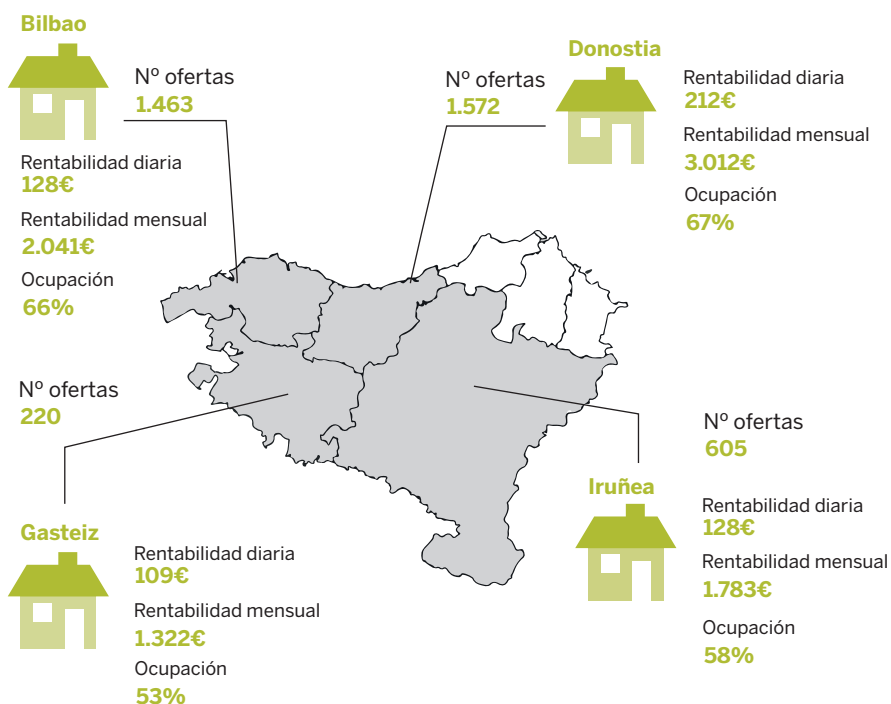 Bilbao
Nº ofertas
1.463
Rentabilidad diaria
128€
Rentabilidad mensual
2.041€
Ocupación
66%
Donostia
Nº ofertas
1.572
Rentabilidad diaria
212€
Rentabilidad mensual
3.012€
Ocupación
67%
Nº ofertas
220
Gasteiz
Rentabilidad diaria
109€
Rentabilidad mensual
1.322€
Ocupación
53%
Nº ofertas
605
Iruñea
Rentabilidad diaria
128€
Rentabilidad mensual
1.783€
Ocupación
58%